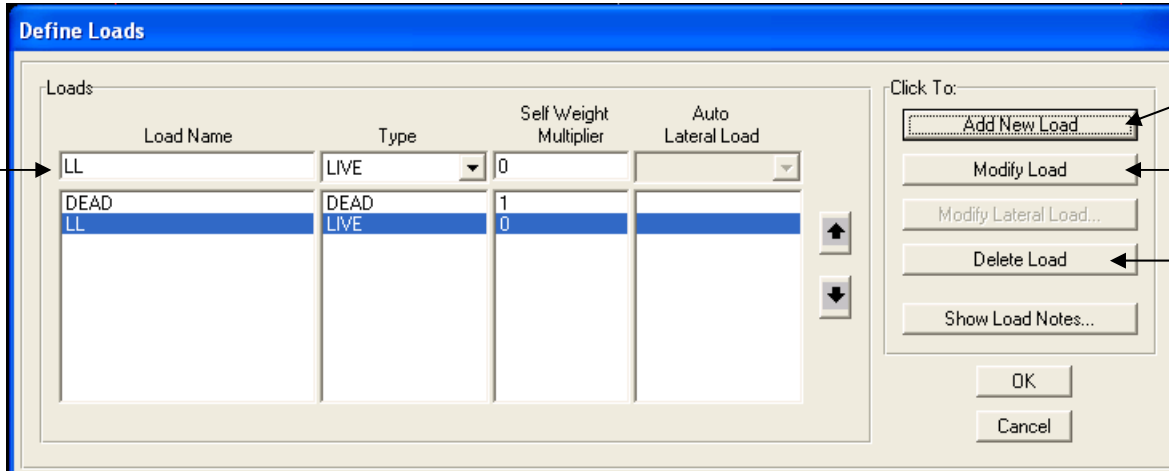 Define Loads
Loads
Load Name
Type
Self Weight
Multiplier
Auto
Lateral Load
LL
LIVE
0
DEAD
DEAD
1
LL
LIVE
0
Click To:
Add New Load
Modify Load
Modify Lateral Load...
Delete Load
Show Load Notes...
OK
Cancel